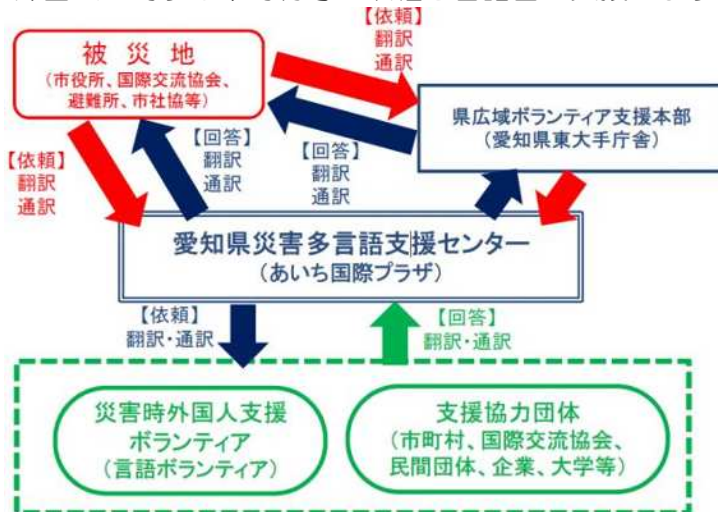 【依頼】
翻訳
通訳
被災地
(市役所、国際交流協会、
避難所、市社協等)
県広域ボランティア支援本部
(愛知県東大手庁舎)
【回答】
翻訳
通訳
【回答】
翻訳
通訳
【依頼】
翻訳
通訳
愛知県災害多言語支援センター
(あいち国際プラザ)
【依頼】
翻訳・通訳
【回答】
翻訳・通訳
災害時外国人支援
ボランティア
(言語ボランティア)
支援協力団体
(市町村、国際交流協会、
民間団体、企業、大学等)